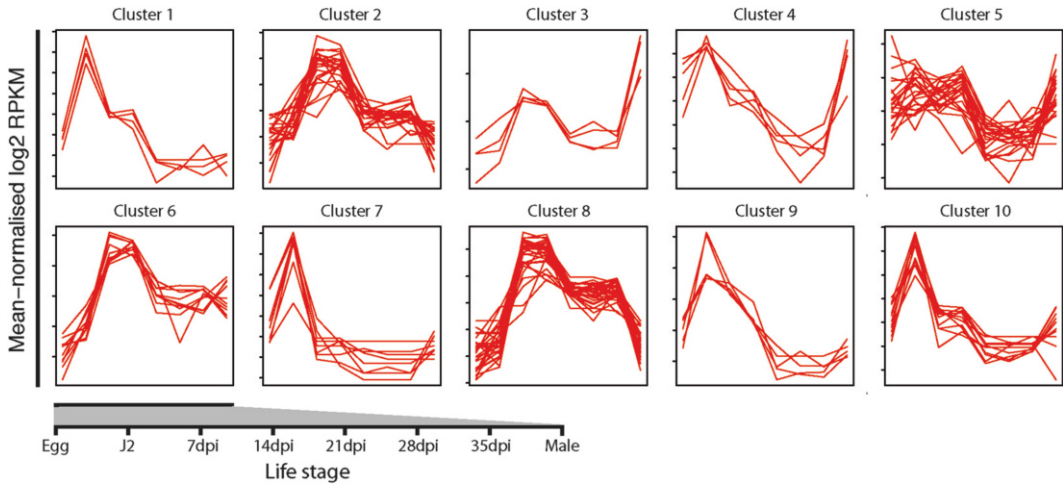 Cluster 1 Cluster 2 Cluster 3 Cluster 4 Cluster 5
Mean-normalised log2 RPKM
Cluster 6 Cluster 7 Cluster 8 Cluster 9 Cluster 10
Egg J2 7dpi 14dpi 21dpi 28dpi 35dpi Male
Life stage